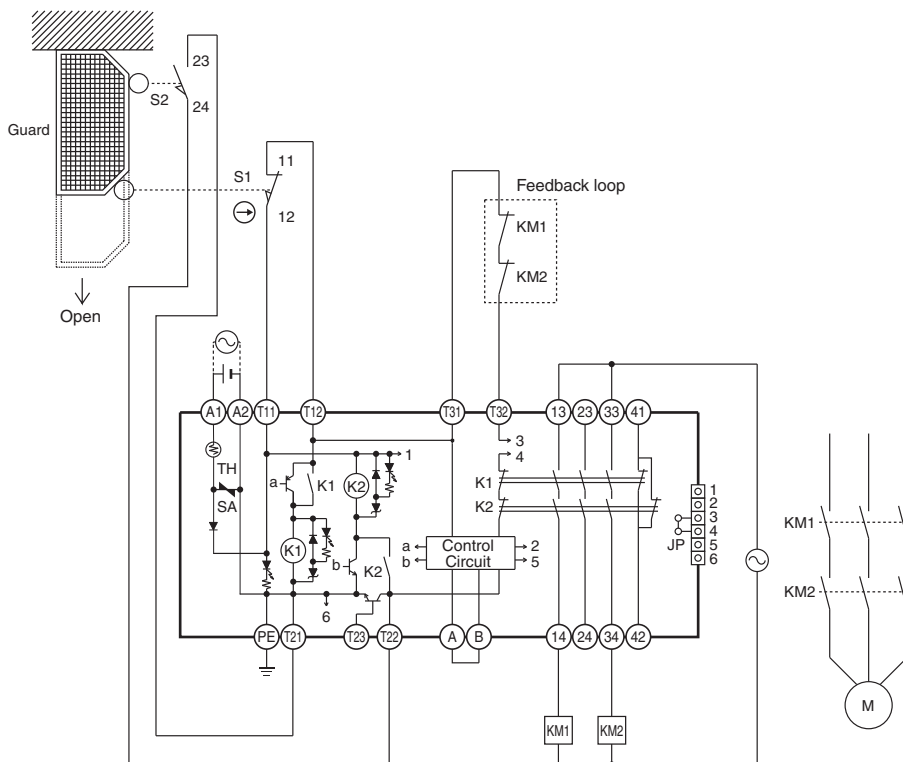 23
S2
24
Guard
11
S1
12
Feedback loop
KM1
KM2
Open
A1
A2
T11
T12
T31
T32
13
23
33
41
3
1
4
TH
a
K1
K2
K1
SA
K2
1
2
3
4
5
6
JP
KM1
K1
b
K2
a
b
Control
Circuit
2
5
KM2
6
PE
T21
T23
T22
A
B
14
24
34
42
M
KM1
KM2